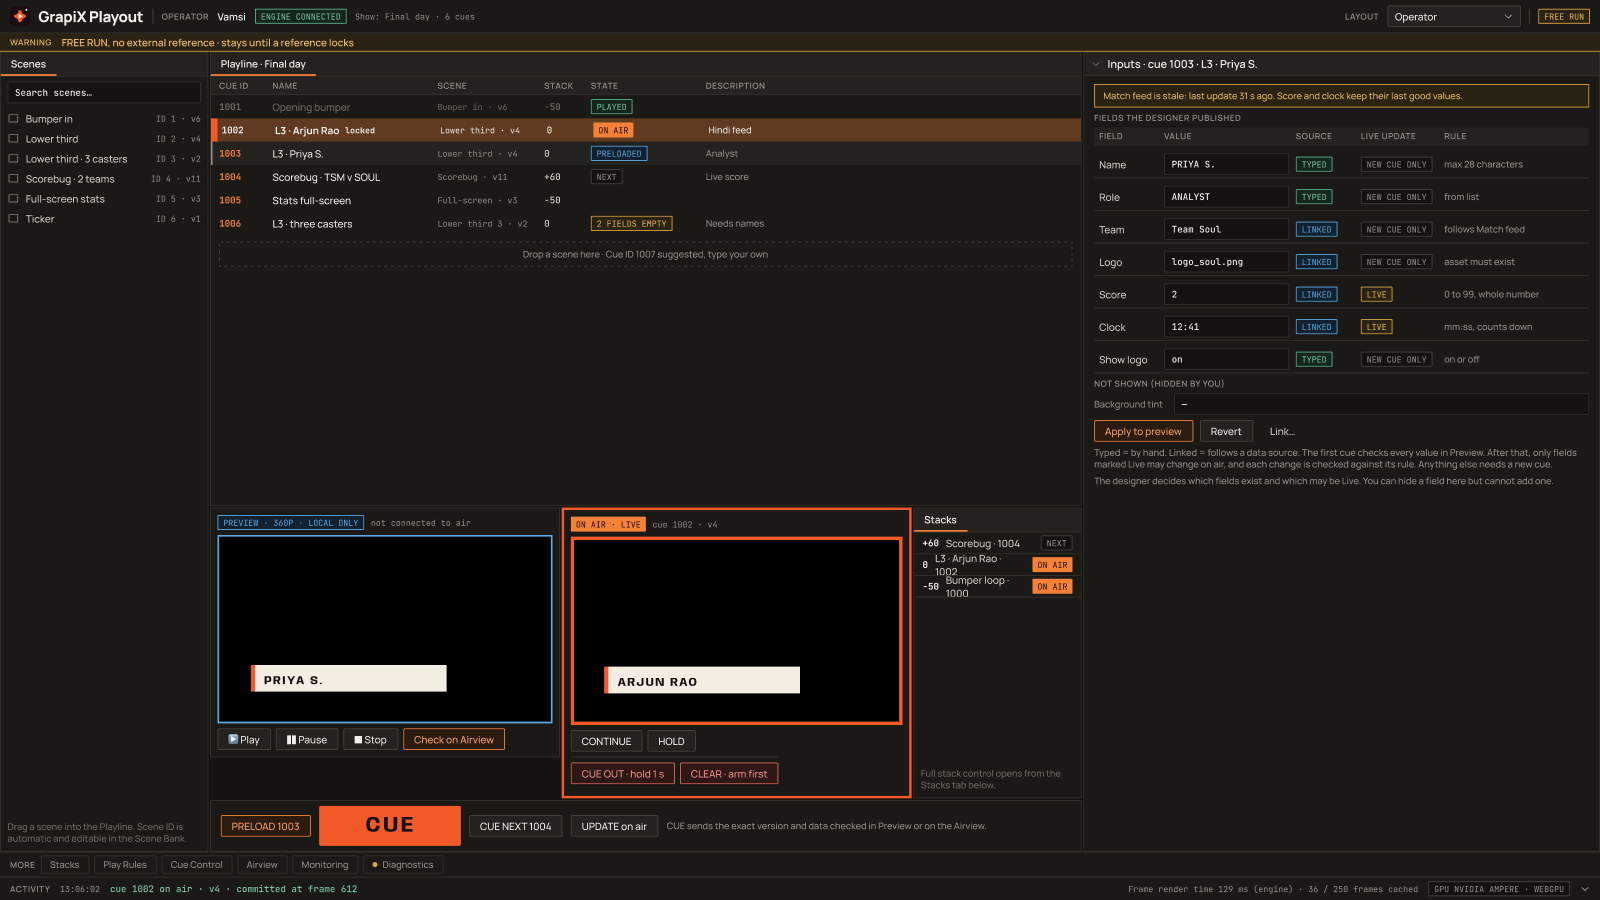 GrapiX Playout OPERATOR Vamsi ENGINE CONNECTED Show: Final day · 6 cues LAYOUT Operator FREE RUN
WARNING FREE RUN, no external reference · stays until a reference locks
Scenes
Search scenes…
Bumper in ID 1 · v6
Lower third ID 2 · v4
Lower third · 3 casters ID 3 · v2
Scorebug · 2 teams ID 4 · v11
Full-screen stats ID 5 · v3
Ticker ID 6 · v1
Drag a scene into the Playline. Scene ID is
automatic and editable in the Scene Bank.
Playline · Final day
CUE ID NAME SCENE STACK STATE DESCRIPTION
1001 Opening bumper Bumper in · v6 -50 PLAYED
1002 L3 · Arjun Rao locked Lower third · v4 0 ON AIR Hindi feed
1003 L3 · Priya S. Lower third · v4 0 PRELOADED Analyst
1004 Scorebug · TSM v SOUL Scorebug · v11 +60 NEXT Live score
1005 Stats full-screen Full-screen · v3 -50
1006 L3 · three casters Lower third 3 · v2 0 2 FIELDS EMPTY Needs names
Drop a scene here · Cue ID 1007 suggested, type your own
PREVIEW · 360P · LOCAL ONLY not connected to air
PRIYA S.
Play Pause Stop Check on Airview
ON AIR · LIVE cue 1002 · v4
ARJUN RAO
CONTINUE HOLD
CUE OUT · hold 1 s CLEAR · arm first
Stacks
+60 Scorebug · 1004 NEXT
0 L3 · Arjun Rao ·
1002 ON AIR
-50 Bumper loop ·
1000 ON AIR
Full stack control opens from the
Stacks tab below.
PRELOAD 1003 CUE CUE NEXT 1004 UPDATE on air CUE sends the exact version and data checked in Preview or on the Airview.
Inputs · cue 1003 · L3 · Priya S.
Match feed is stale: last update 31 s ago. Score and clock keep their last good values.
FIELDS THE DESIGNER PUBLISHED
FIELD VALUE SOURCE LIVE UPDATE RULE
Name PRIYA S. TYPED NEW CUE ONLY max 28 characters
Role ANALYST TYPED NEW CUE ONLY from list
Team Team Soul LINKED NEW CUE ONLY follows Match feed
Logo logo_soul.png LINKED NEW CUE ONLY asset must exist
Score 2 LINKED LIVE 0 to 99, whole number
Clock 12:41 LINKED LIVE mm:ss, counts down
Show logo on TYPED NEW CUE ONLY on or off
NOT SHOWN (HIDDEN BY YOU)
Background tint —
Apply to preview Revert Link…
Typed = by hand. Linked = follows a data source. The first cue checks every value in Preview. After that, only fields
marked Live may change on air, and each change is checked against its rule. Anything else needs a new cue.
The designer decides which fields exist and which may be Live. You can hide a field here but cannot add one.
MORE Stacks Play Rules Cue Control Airview Monitoring Diagnostics
ACTIVITY 13:06:02 cue 1002 on air · v4 · committed at frame 612 Frame render time 129 ms (engine) · 36 / 250 frames cached GPU NVIDIA AMPERE · WEBGPU